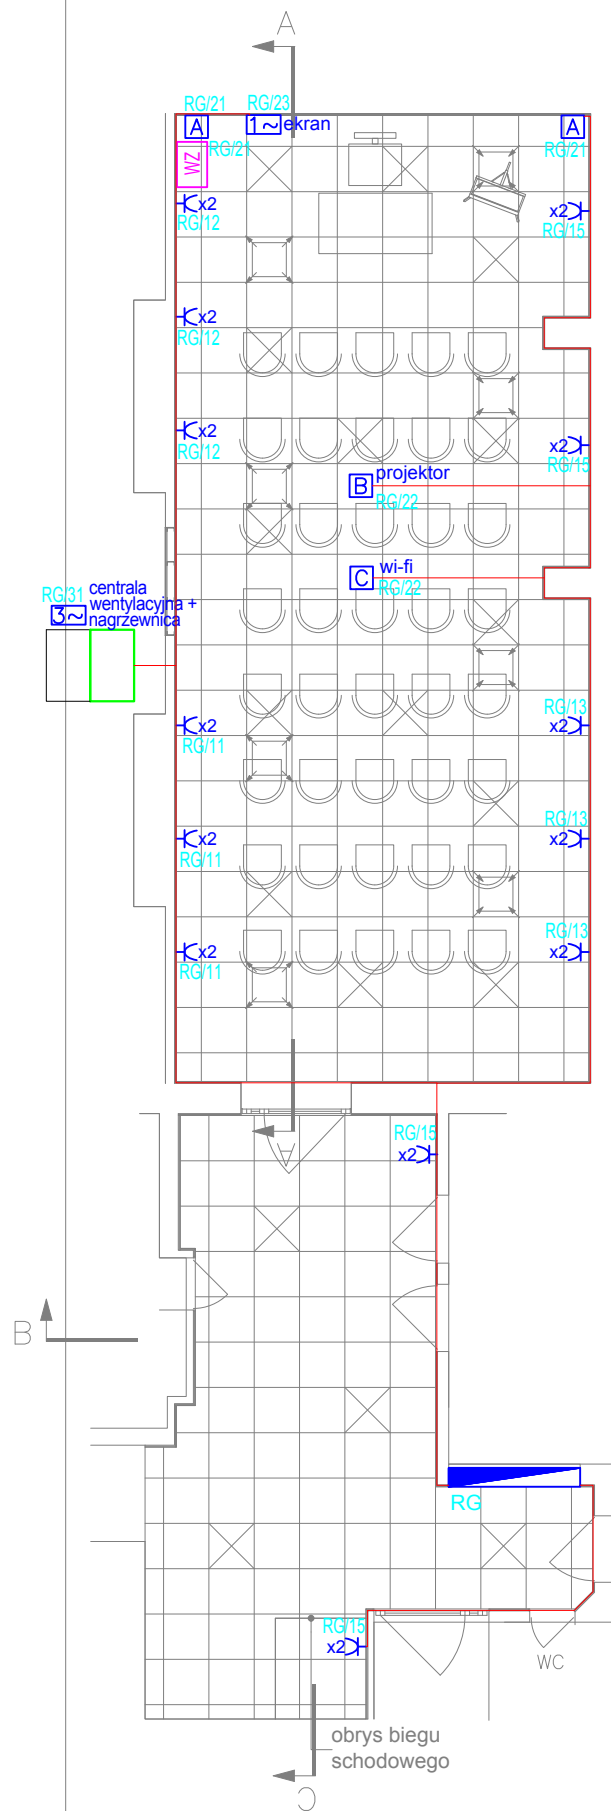 A
RG/21
RG/23
A
1~
ekran
A
WZ
RG/21
RG/21
x2
RG/12
x2
RG/15
x2
RG/12
x2
RG/12
x2
RG/15
B
projektor
RG/22
C
wi-fi
RG/22
RG/31
centrala
wentylacyjna +
nagrzewnica
3~
x2
RG/11
RG/13
x2
x2
RG/11
RG/13
x2
x2
RG/11
RG/13
x2
A
RG/15
x2
B
RG
RG/15
x2
WC
obrys biegu
schodowego
C